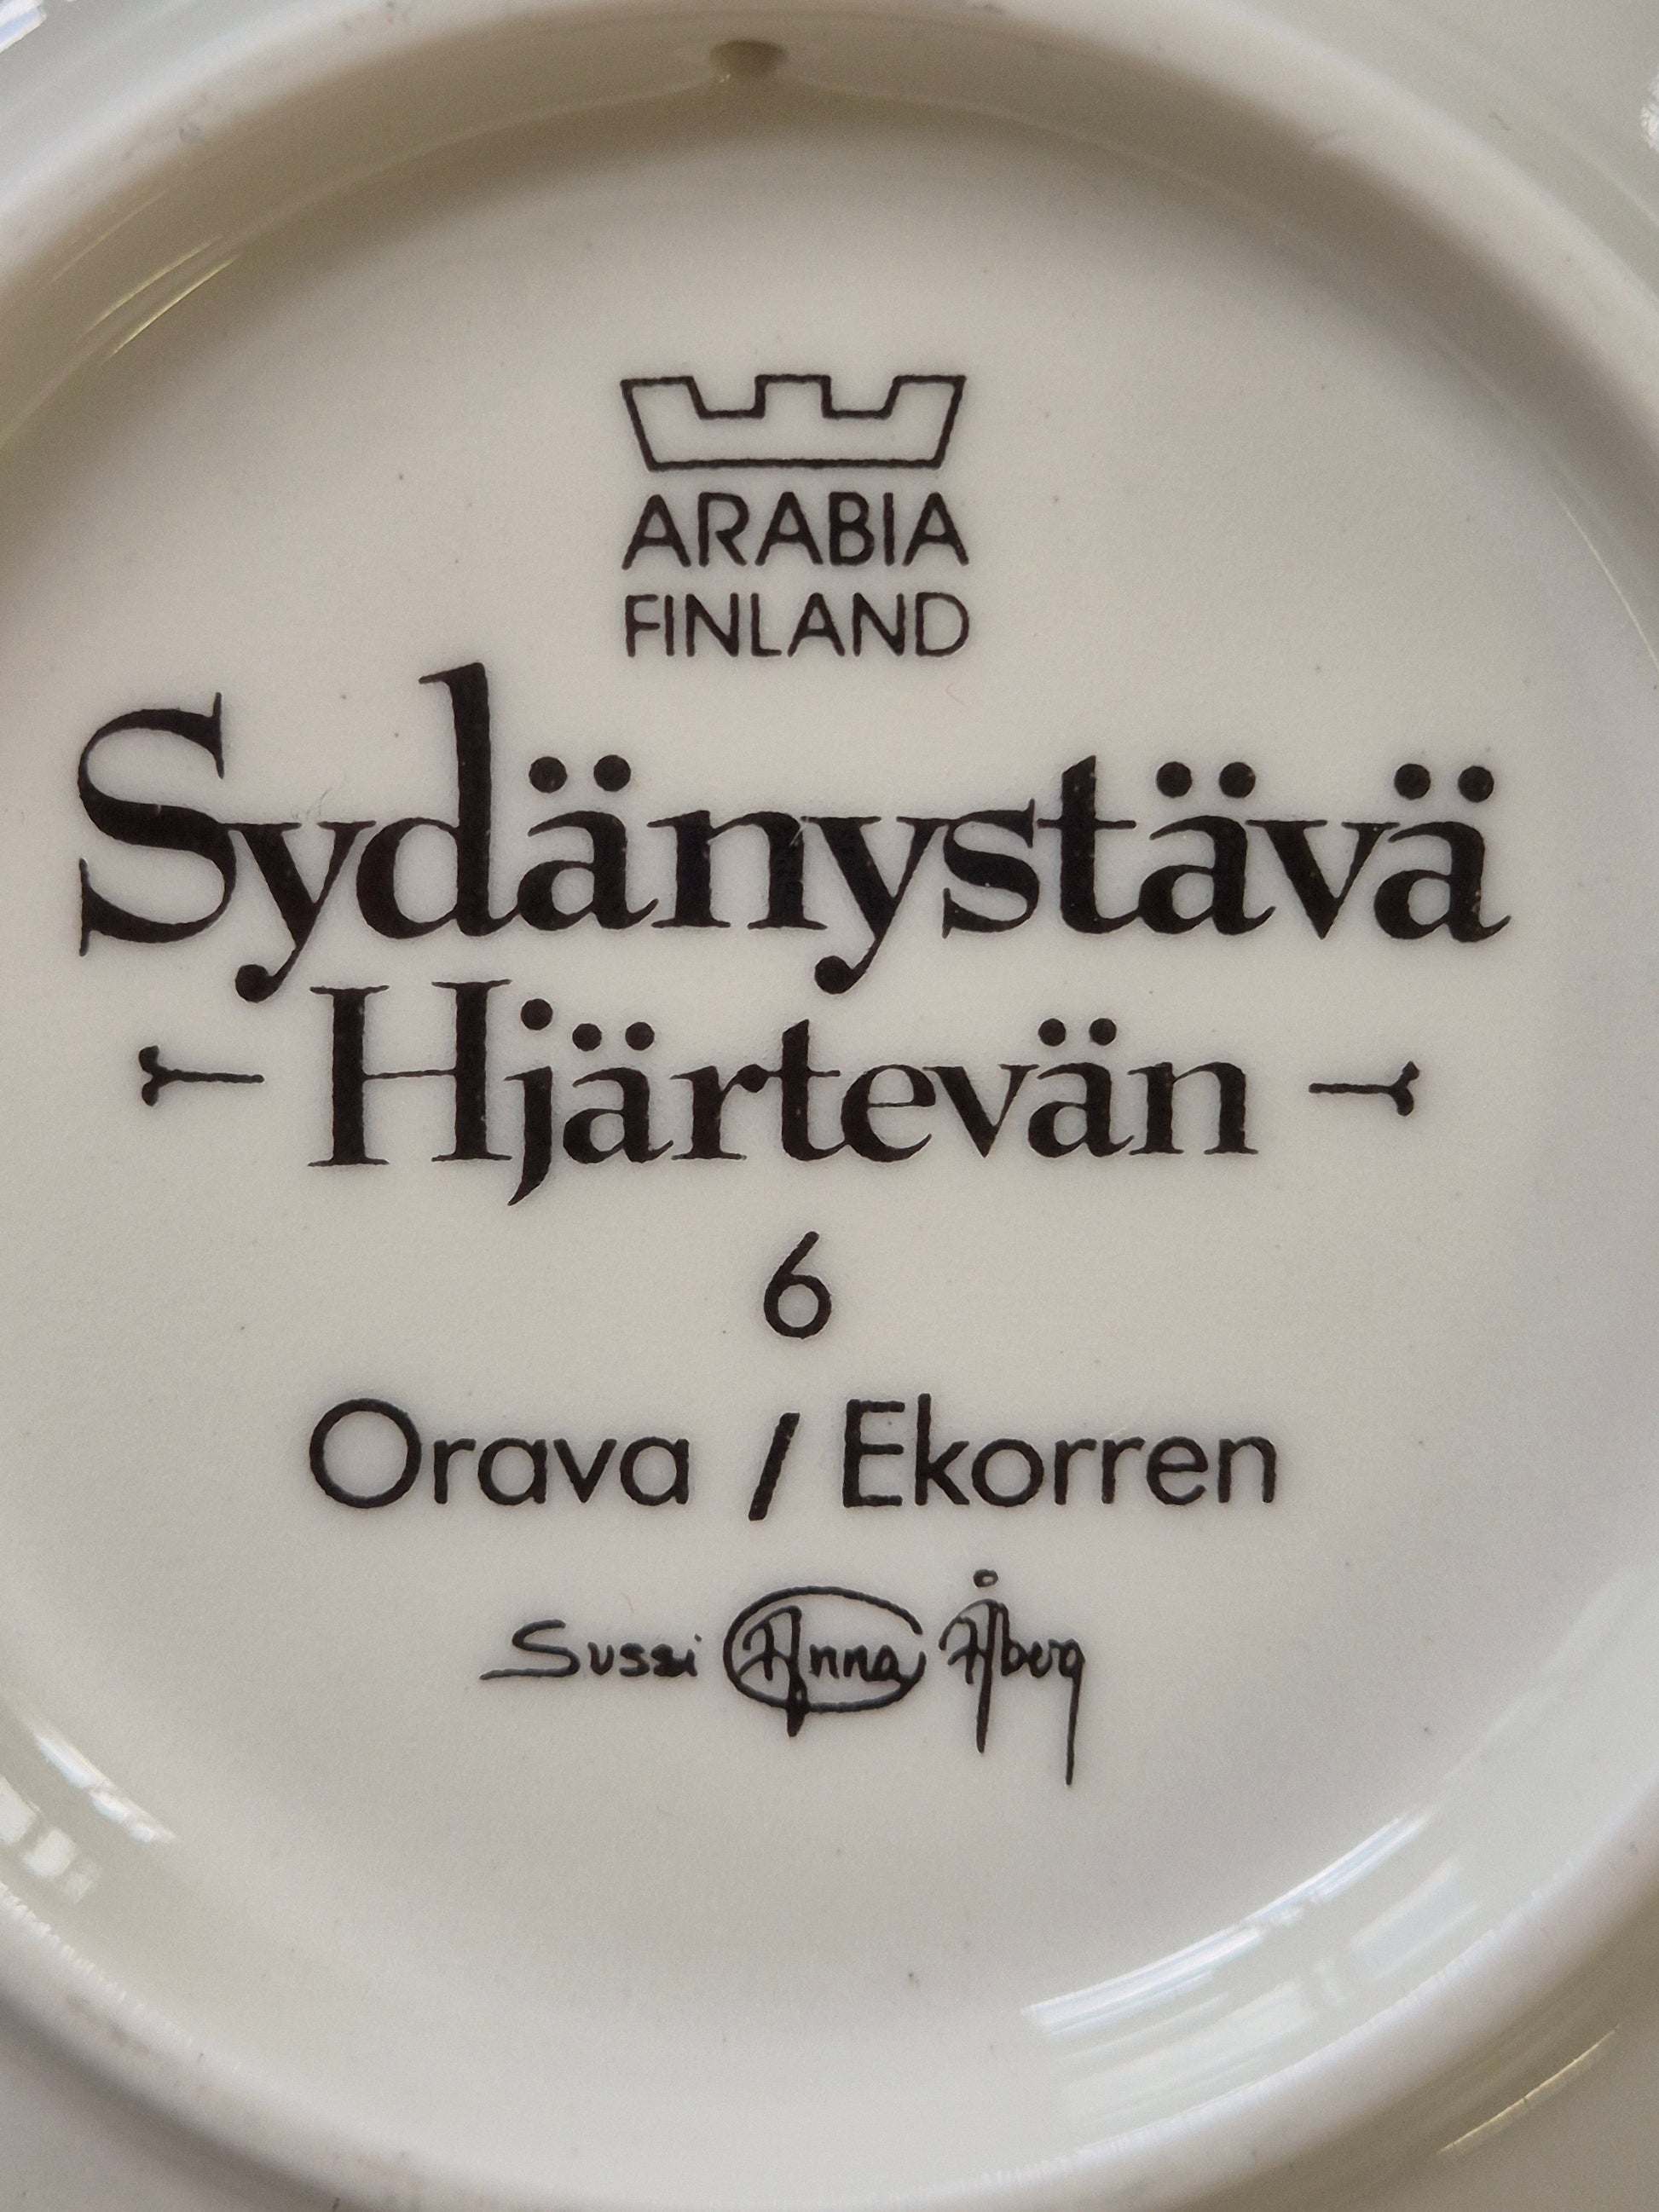 ARABIA
FINLAND
Sydänystävä
Hjärtevän
6
Orava / Ekorren
Sussi Anna Åberg